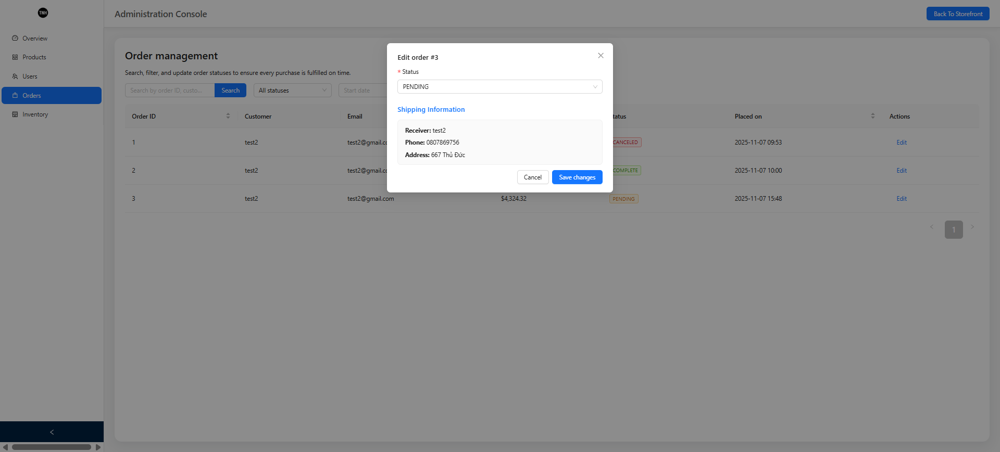 TNH
Administration Console
Back To Storefront
Overview
Products
Users
Orders
Inventory
Order management
Search, filter, and update order statuses to ensure every purchase is fulfilled on time.
Search by order ID, custo...
Search
All statuses
Start date
Order ID
Customer
Email
tatus
Placed on
Actions
1
test2
test2@gmail.cc
CANCELED
2025-11-07 09:53
Edit
2
test2
test2@gmail.cc
COMPLETE
2025-11-07 10:00
Edit
3
test2
test2@gmail.com
$4,324.32
PENDING
2025-11-07 15:48
Edit
1
Edit order #3
* Status
PENDING
Shipping Information
Receiver: test2
Phone: 0807869756
Address: 667 Thủ Đức
Cancel
Save changes